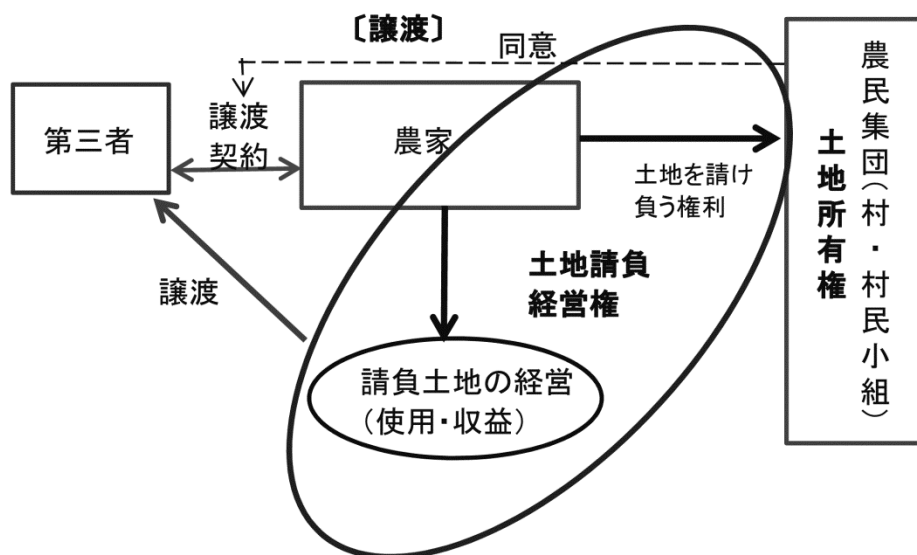 〔譲渡〕
同意
第三者
譲渡
契約
農家
土地を請け
負う権利
農民集団(村・村民小組)
土地所有権
土地請負
経営権
譲渡
請負土地の経営
(使用・収益)